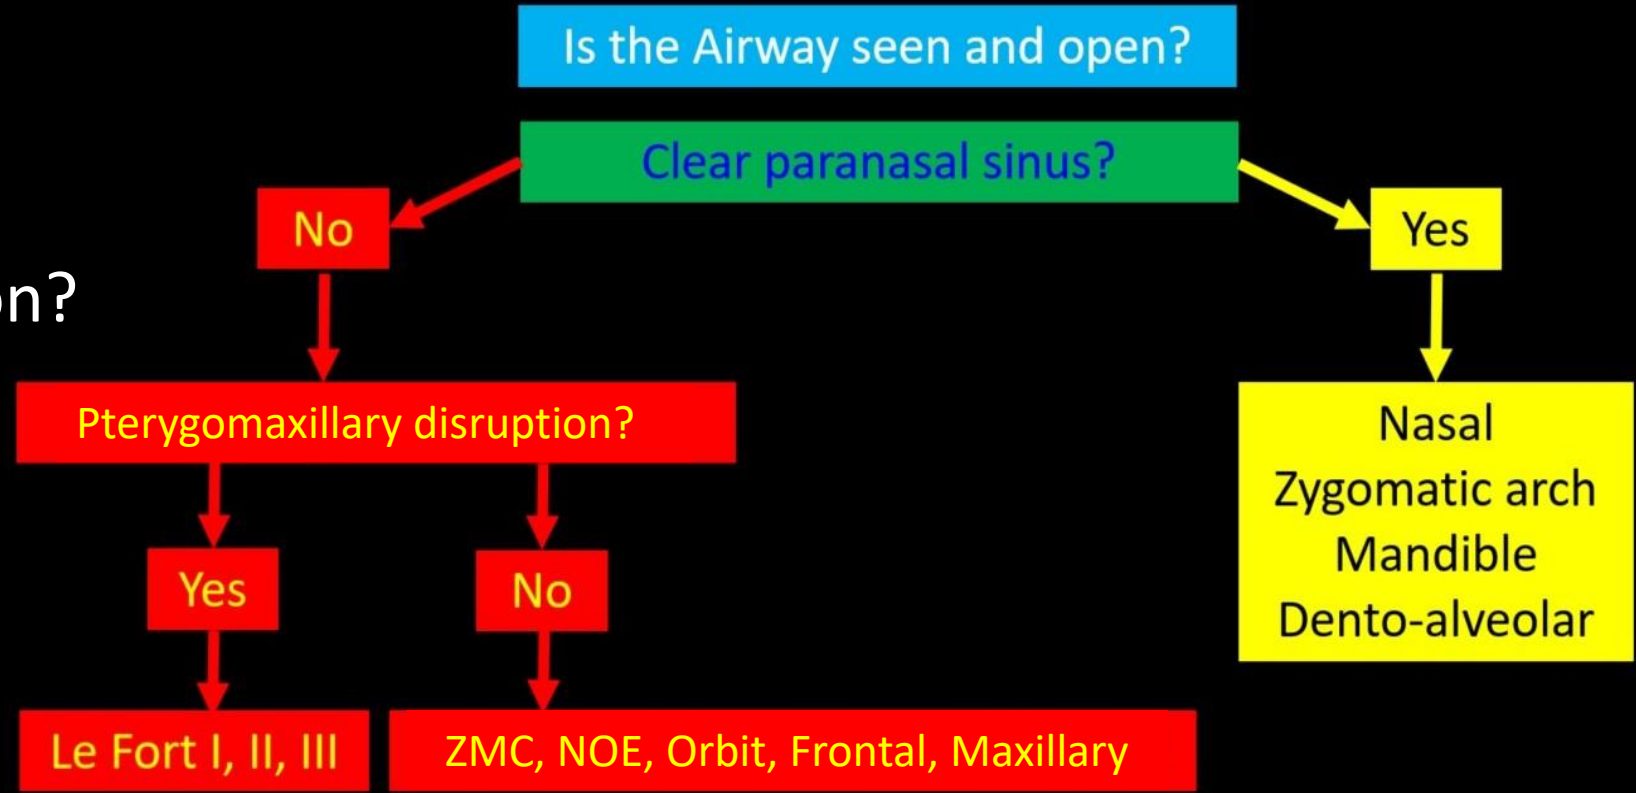 Is the Airway seen and open?
Clear paranasal sinus?
No
Yes
Pterygomaxillary disruption?
Nasal
Zygomatic arch
Mandible
Dento-alveolar
Yes
No
Le Fort I, II, III
ZMC, NOE, Orbit, Frontal, Maxillary